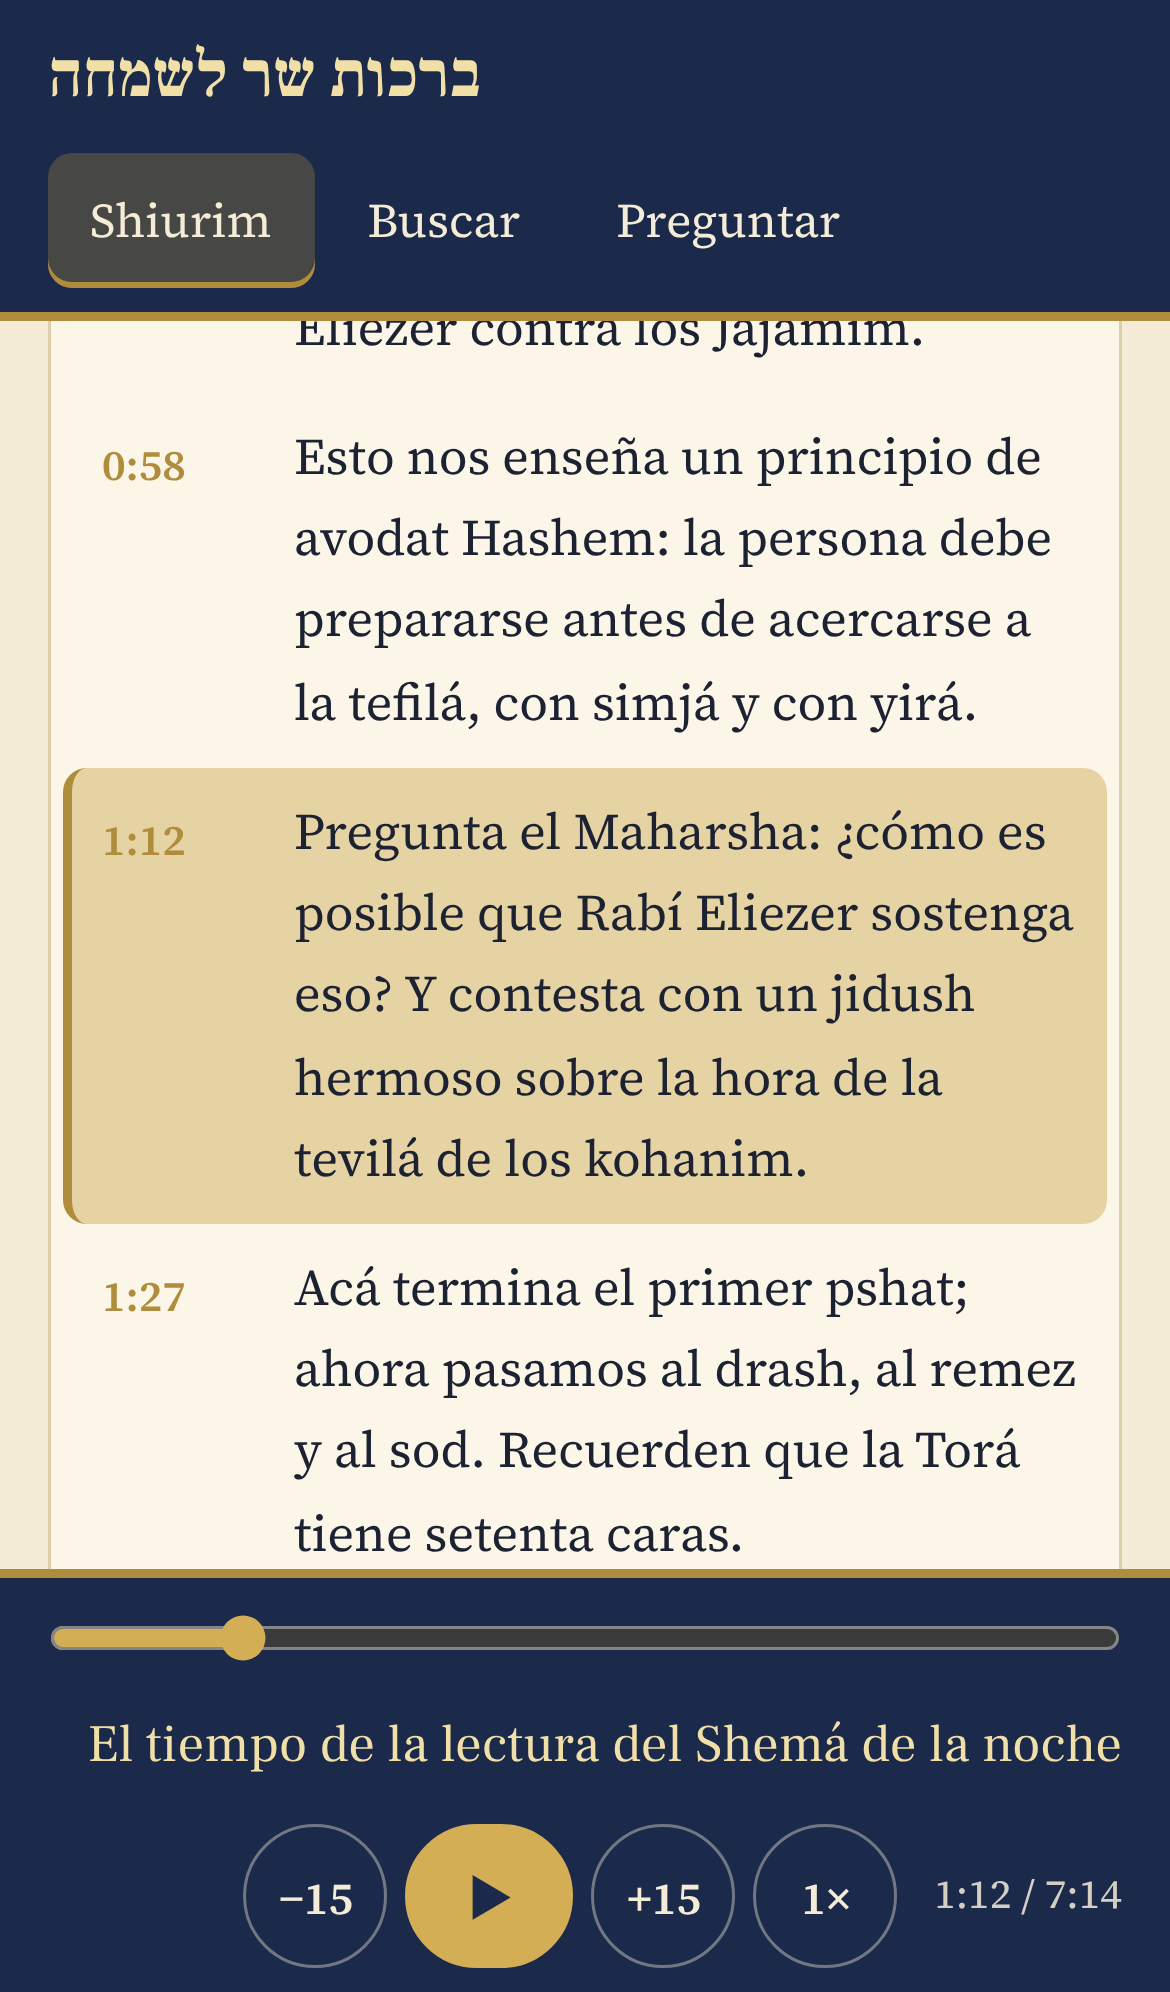 ברכות שר לשמחה
Shiurim Buscar Preguntar
Eliezer contra los Jajamim.
0:58 Esto nos enseña un principio de
avodat Hashem: la persona debe
prepararse antes de acercarse a
la tefilá, con simjá y con yirá.
1:12 Pregunta el Maharsha: ¿cómo es
posible que Rabí Eliezer sostenga
eso? Y contesta con un jidush
hermoso sobre la hora de la
tevilá de los kohanim.
1:27 Acá termina el primer pshat;
ahora pasamos al drash, al remez
y al sod. Recuerden que la Torá
tiene setenta caras.
El tiempo de la lectura del Shemá de la noche
−15 +15 1× 1:12 / 7:14